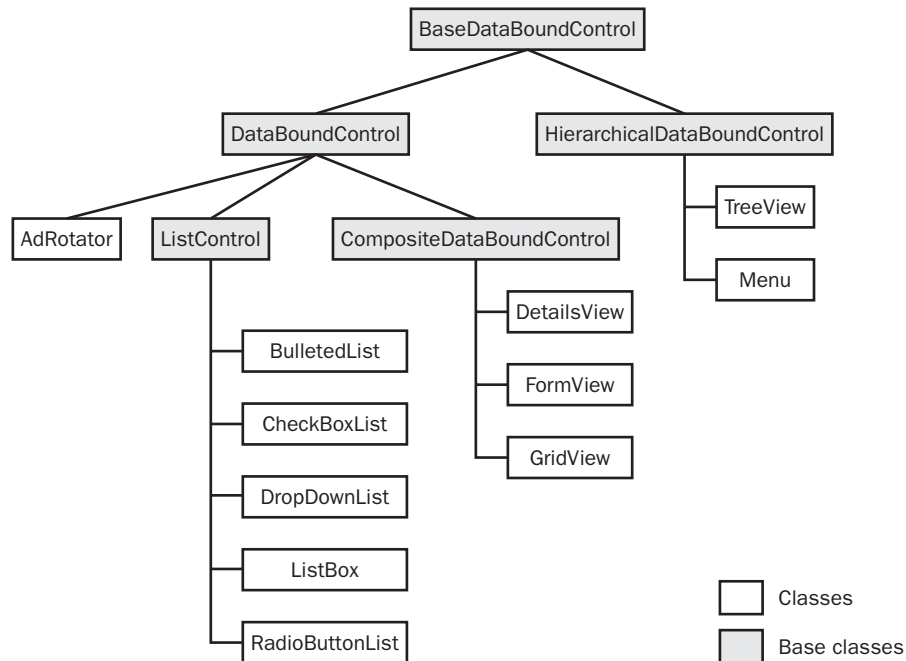 BaseDataBoundControl
DataBoundControl
HierarchicalDataBoundControl
AdRotator
ListControl
CompositeDataBoundControl
TreeView
Menu
DetailsView
FormView
GridView
BulletedList
CheckBoxList
DropDownList
ListBox
RadioButtonList
Classes
Base classes